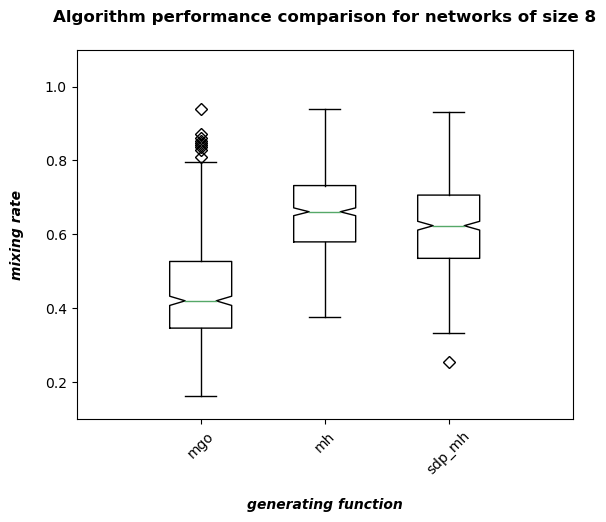 Algorithm performance comparison for networks of size 8
1.0
0.8
0.6
0.4
0.2
mixing rate
mgo
mh
sdp_mh
generating function